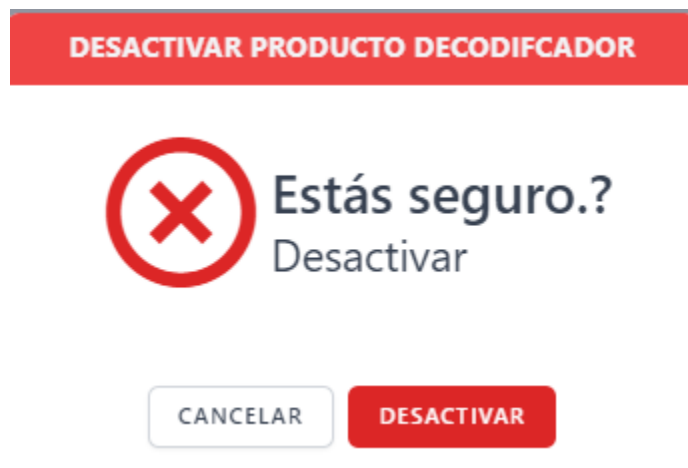 DESACTIVAR PRODUCTO DECODIFCADOR
Estás seguro.?
Desactivar
CANCELAR
DESACTIVAR